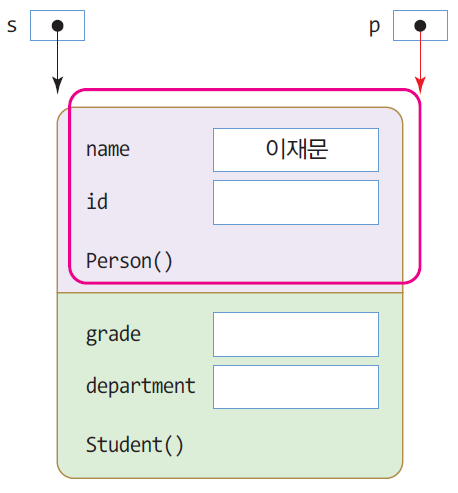 s
p
name 이재문
id
Person()
grade
department
Student()